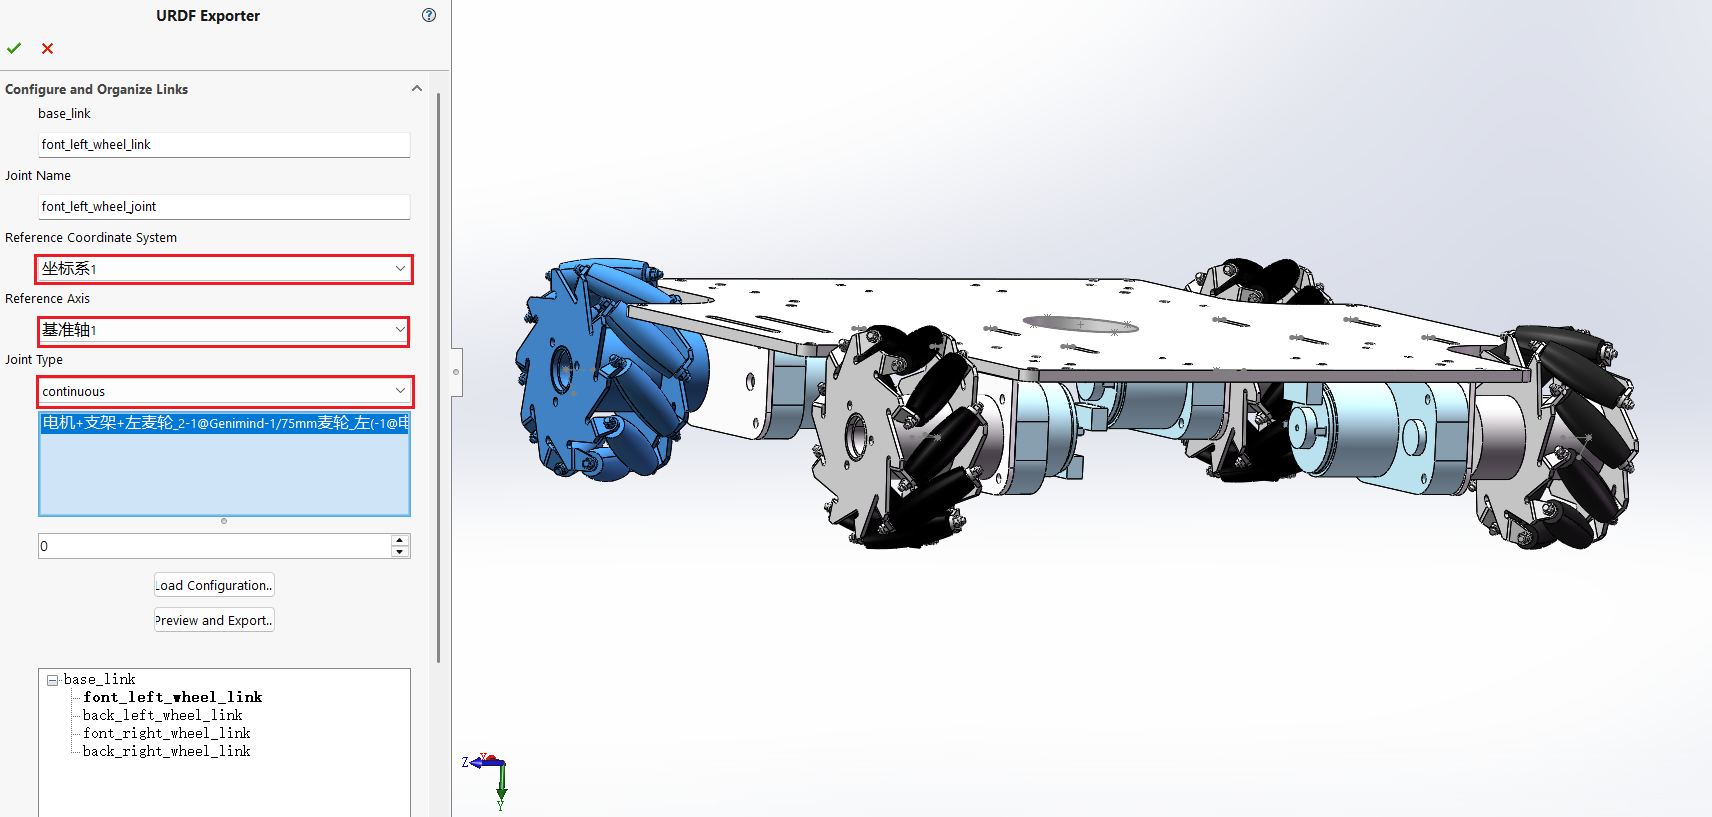 URDF Exporter
Configure and Organize Links
base_link
font_left_wheel_link
Joint Name
font_left_wheel_joint
Reference Coordinate System
坐标系1
Reference Axis
基准轴1
Joint Type
continuous
电机+支架+左麦轮_2-1@Genimind-1/75mm麦轮_左(-1@电
0
Load Configuration..
Preview and Export..
base_link
font_left_wheel_link
back_left_wheel_link
font_right_wheel_link
back_right_wheel_link
Z
X
Y